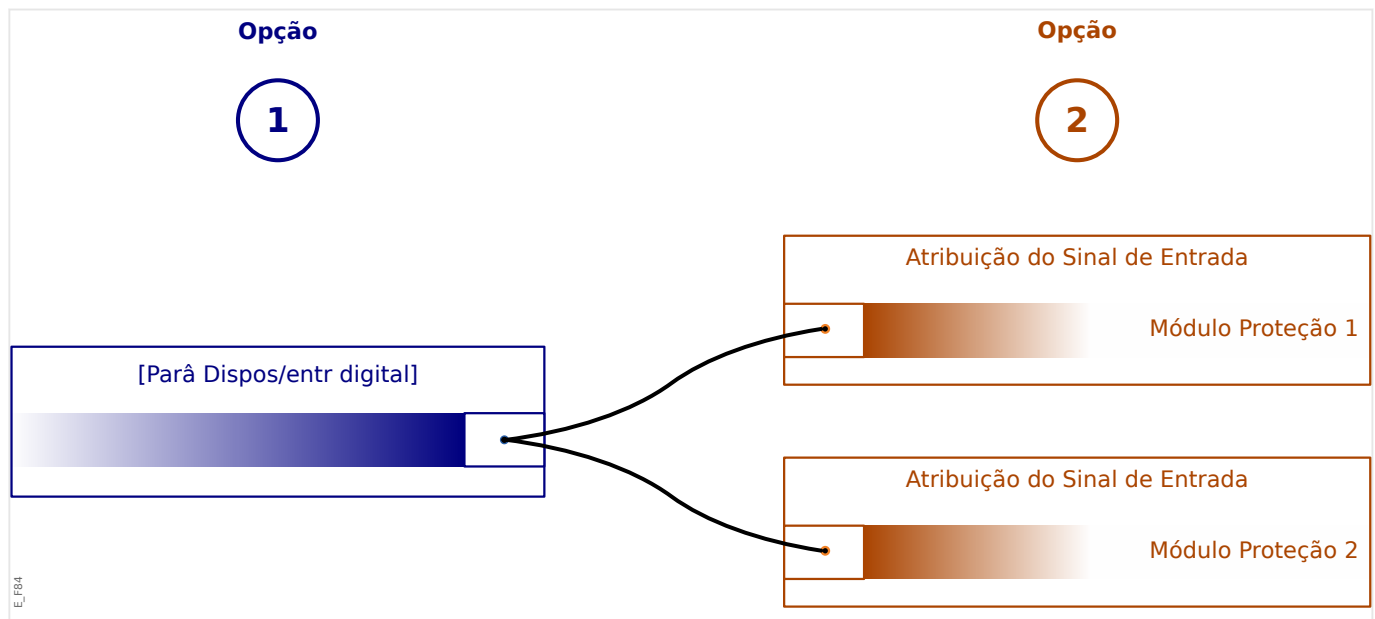 Opção
1
Opção
2
[Parâ Dispos/entr digital]
Atribuição do Sinal de Entrada
Módulo Proteção 1
Atribuição do Sinal de Entrada
Módulo Proteção 2
E_F84